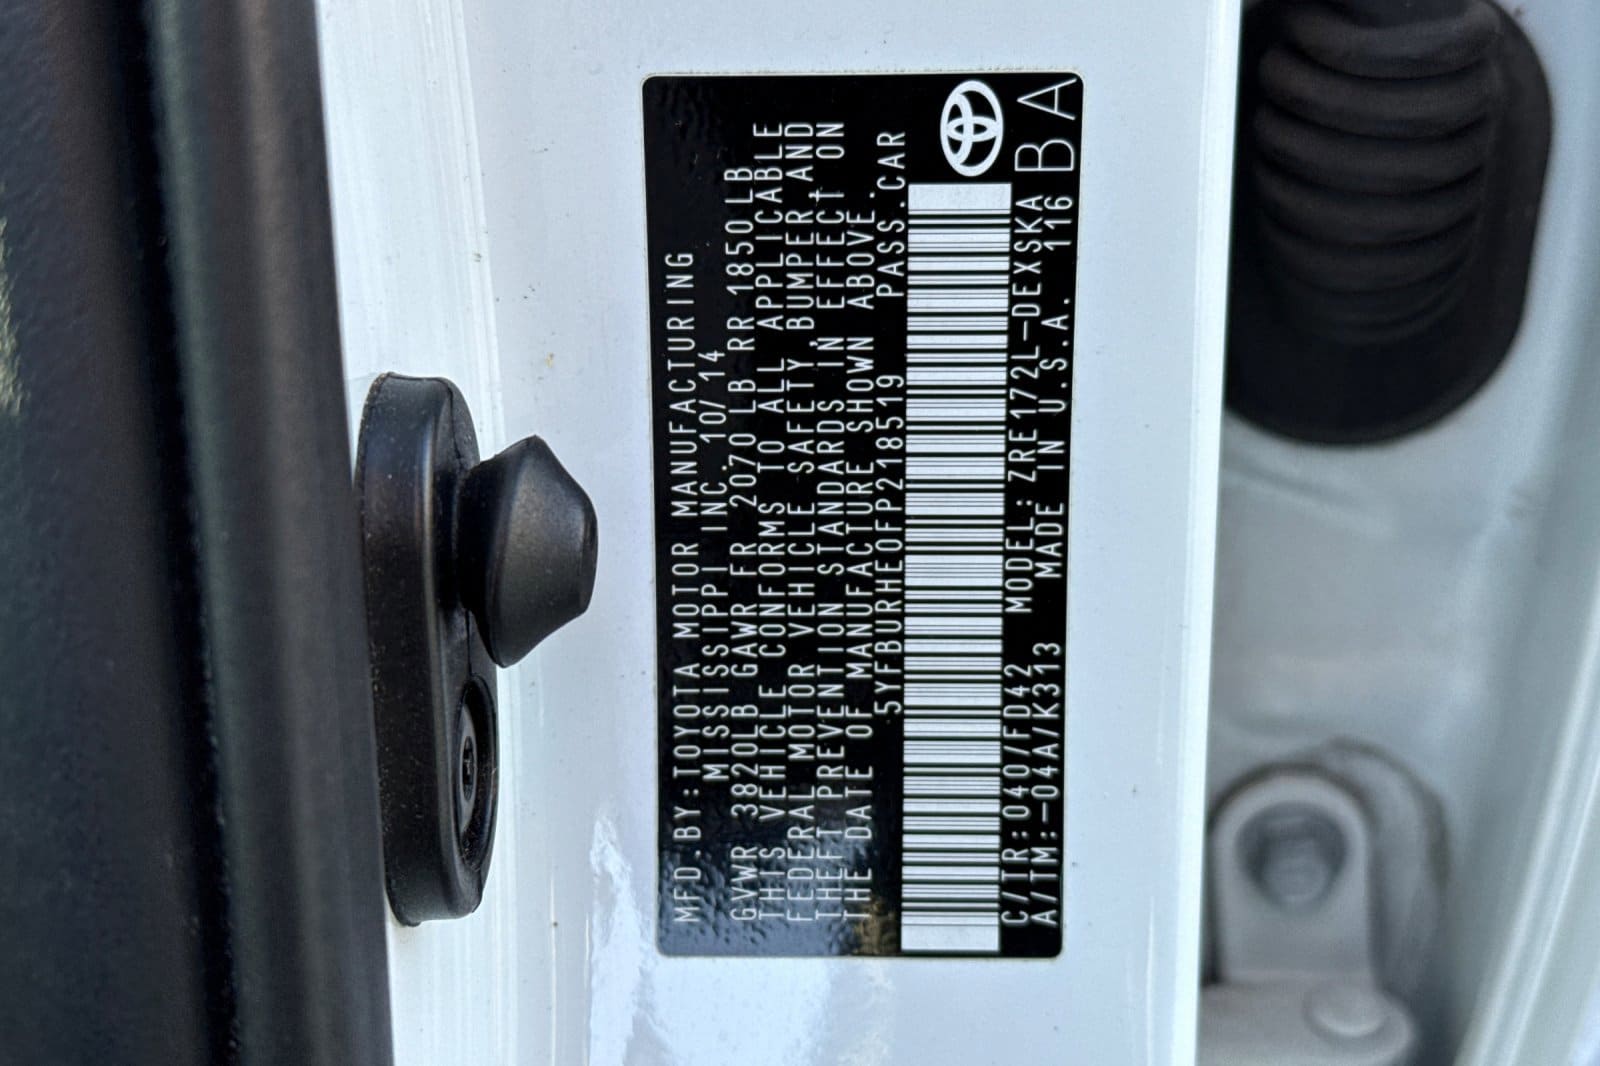 MFD.BY:TOYOTA MOTOR MANUFACTURING
MISSISSIPPI INC. 10/14
GVWR 3820LB GAWR FR 2070 LB RR 1850LB
THIS VEHICLE CONFORMS TO ALL APPLICABLE
FEDERAL MOTOR VEHICLE SAFETY,BUMPER AND
THEFT PREVENTION STANDARDS IN EFFECT ON
THE DATE OF MANUFACTURE SHOWN ABOVE.
5YFBURHE0FP218519 PASS.CAR
C/TR:040/FD42 MODEL:ZRE172L-DEXSKA
A/TM:-04A/K313 MADE IN U.S.A. 116
BA